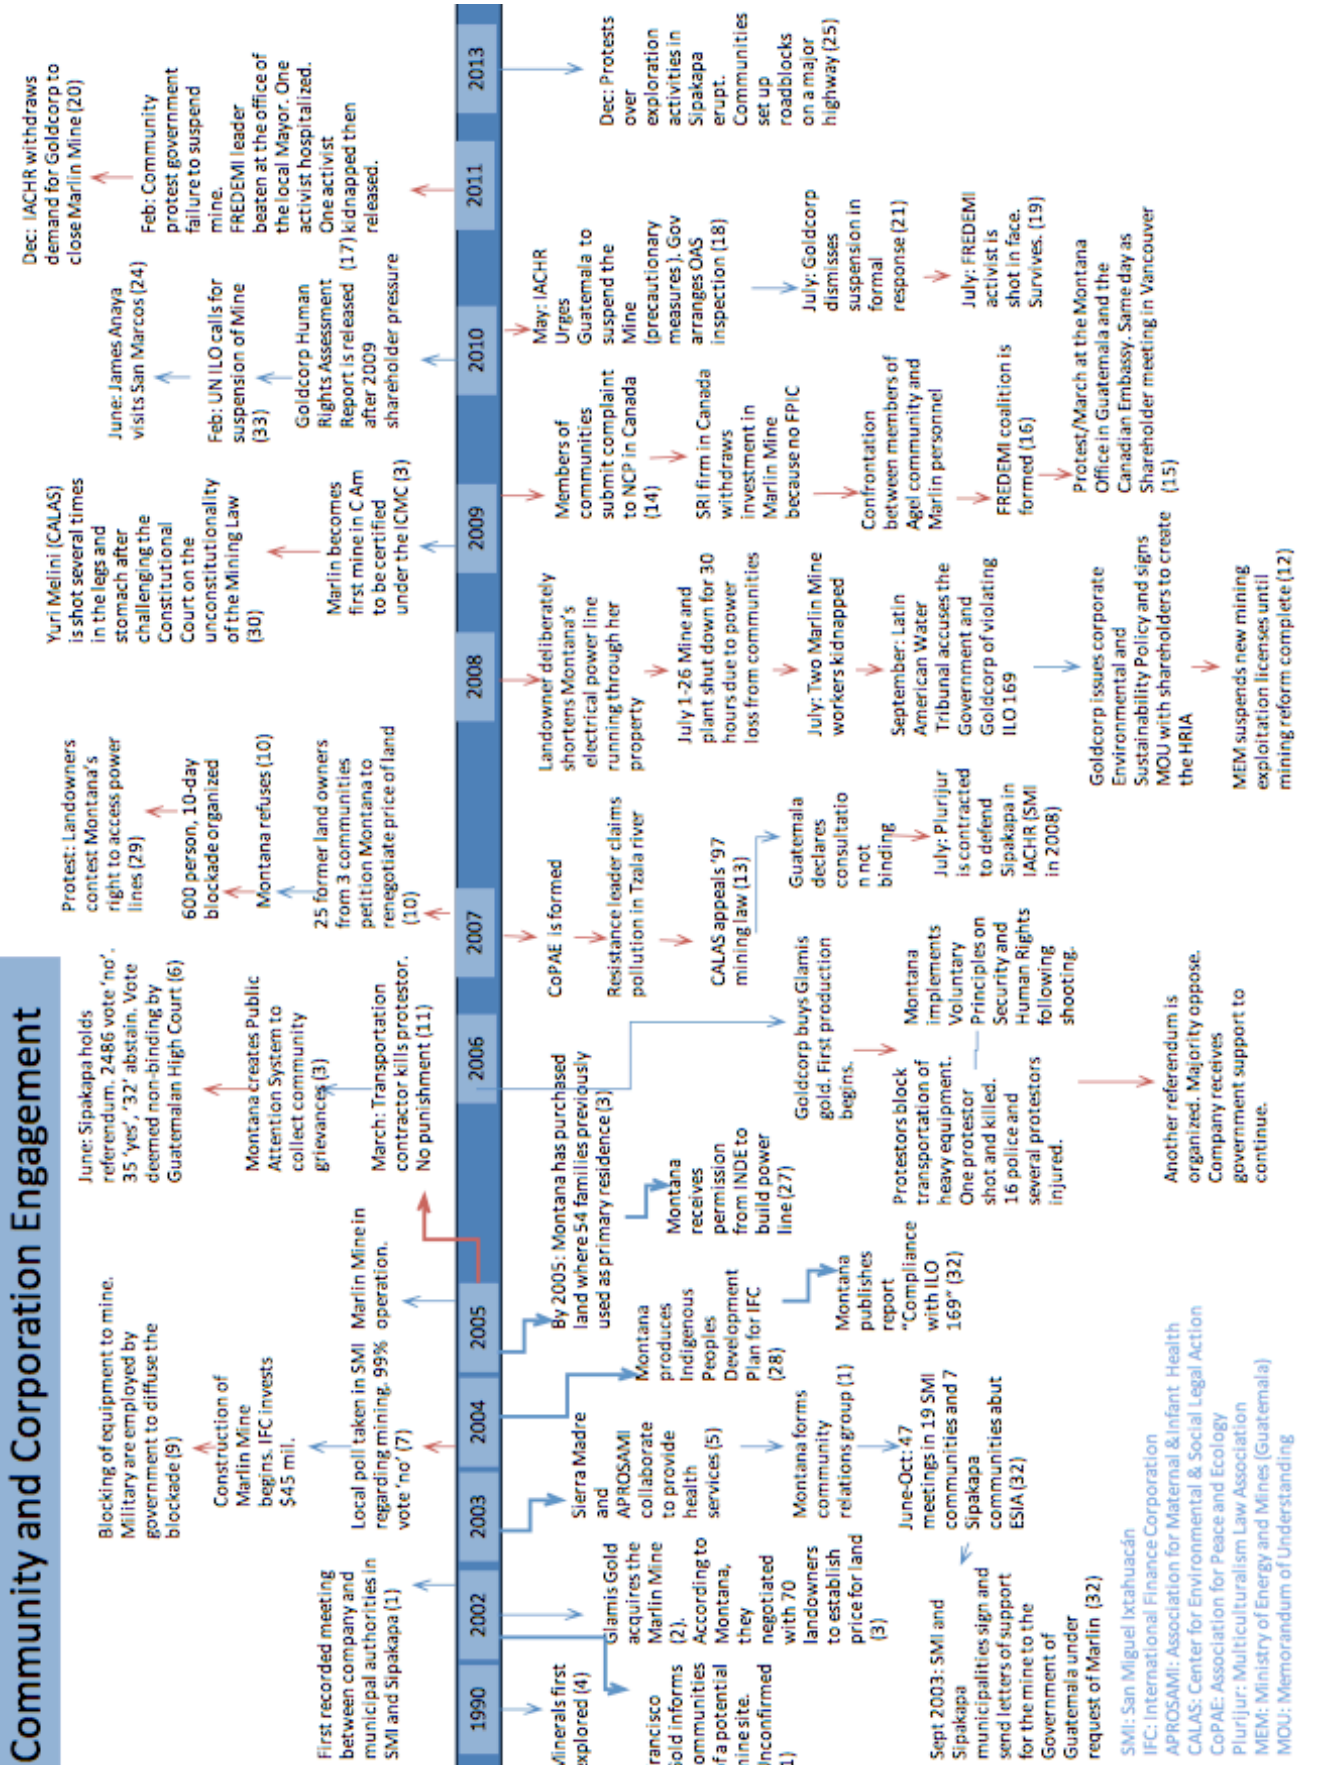 Community and Corporation Engagement
First recorded meeting
between company and
municipal authorities in
SMI and Sipakapa (1)
Blocking of equipment to mine.
Military are employed by
government to diffuse the
blockade (9)
Construction of
Marlin Mine
begins. IFC invests
$45 mil.
Local poll taken in SMI
regarding mining. 99%
vote ‘no’ (7)
Marlin Mine in
operation.
June: Sipakapa holds
referendum. 2486 vote ‘no’.
35 ‘yes’, ‘32’ abstain. Vote
deemed non-binding by
Guatemalan High Court (6)
Montana creates Public
Attention System to
collect community
grievances (3)
March: Transportation
contractor kills protestor.
No punishment (11)
Protest: Landowners
contest Montana’s
right to access power
lines (29)
600 person, 10-day
blockade organized
Montana refuses (10)
25 former land owners
from 3 communities
petition Montana to
renegotiate price of land
(10)
Yuri Melini (CALAS)
is shot several times
in the legs and
stomach after
challenging the
Constitutional
Court on the
unconstitutionality
of the Mining Law
(30)
Marlin becomes
first mine in C Am
to be certified
under the ICMC (3)
June: James Anaya
visits San Marcos (24)
Feb: UN ILO calls for
suspension of Mine
(33)
Goldcorp Human
Rights Assessment
Report is released
after 2009
shareholder pressure
Dec: IACHR withdraws
demand for Goldcorp to
close Marlin Mine (20)
Feb: Community
protest government
failure to suspend
mine.
FREDEMI leader
beaten at the office of
the local Mayor. One
activist hospitalized.
One activist
(17) kidnapped then
released.
1990
2002
2003
2004
2005
2006
2007
2008
2009
2010
2011
2013
Minerals first
explored (4)
rancisco
Gold informs
ommunities
of a potential
mine site.
Unconfirmed
1)
Glamis Gold
acquires the
Marlin Mine
(2).
According to
Montana,
they
negotiated
with 70
landowners
to establish
price for land
(3)
Sierra Madre
and
APROSAMI
collaborate
to provide
health
services (5)
Montana forms
community
relations group (1)
June-Oct: 47
meetings in 19 SMI
communities and 7
Sipakapa
communities abut
ESIA (32)
Sept 2003: SMI and
Sipakapa
municipalities sign and
send letters of support
for the mine to the
Government of
Guatemala under
request of Marlin (32)
Montana
produces
Indigenous
Peoples
Development
Plan for IFC
(28)
Montana
publishes
report
“Compliance
with ILO
169” (32)
By 2005: Montana has purchased
land where 54 families previously
used as primary residence (3)
Montana
receives
permission
from INDE to
build power
line (27)
Goldcorp buys Glamis
gold. First production
begins.
Protestors block
transportation of
heavy equipment.
One protestor
shot and killed.
16 police and
several protestors
injured.
Montana
implements
Voluntary
Principles on
Security and
Human Rights
following
shooting.
Another referendum is
organized. Majority oppose.
Company receives
government support to
continue.
CoPAE is formed
Resistance leader claims
pollution in Tzala river
CALAS appeals ‘97
mining law (13)
Guatemala
declares
consultatio
n not
binding
July: Plurijur
is contracted
to defend
Sipakapa in
IACHR (SMI
in 2008)
Landowner deliberately
shortens Montana’s
electrical power line
running through her
property
July 1-26 Mine and
plant shut down for 30
hours due to power
loss from communities
July: Two Marlin Mine
workers kidnapped
September: Latin
American Water
Tribunal accuses the
Government and
Goldcorp of violating
ILO 169
Goldcorp issues corporate
Environmental and
Sustainability Policy and signs
MOU with shareholders to create
the HRIA
MEM suspends new mining
exploitation licenses until
mining reform complete (12)
Members of
communities
submit complaint
to NCP in Canada
(14)
SRI firm in Canada
withdraws
investment in
Marlin Mine
because no FPIC
Confrontation
between members of
Agel community and
Marlin personnel
FREDEMI coalition is
formed (16)
Protest/March at the Montana
Office in Guatemala and the
Canadian Embassy. Same day as
Shareholder meeting in Vancouver
(15)
May: IACHR
Urges
Guatemala to
suspend the
Mine
(precautionary
measures). Gov
arranges OAS
inspection (18)
July: Goldcorp
dismisses
suspension in
formal
response (21)
July: FREDEMI
activist is
shot in face.
Survives. (19)
Dec: Protests
over
exploration
activities in
Sipakapa
erupt.
Communities
set up
roadblocks
on a major
highway (25)
SMI: San Miguel Ixtahuacán
IFC: International Finance Corporation
APROSAMI: Association for Maternal & Infant Health
CALAS: Center for Environmental & Social Legal Action
CoPAE: Association for Peace and Ecology
Plurijur: Multiculturalism Law Association
MEM: Ministry of Energy and Mines (Guatemala)
MOU: Memorandum of Understanding